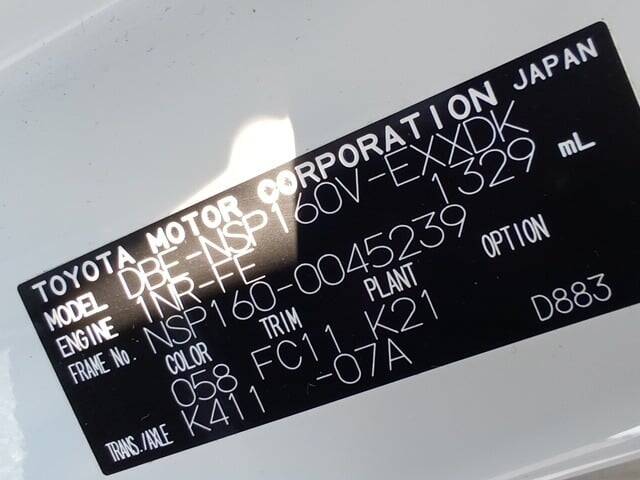 TOYOTA MOTOR CORPORATION JAPAN
MODEL DBE-NSP160V-EXXDK
ENGINE 1NR-FE 1329 mL
FRAME No. NSP160-0045239
COLOR TRIM PLANT OPTION
058 FC11 K21 D883
TRANS./AXLE K411 -07A